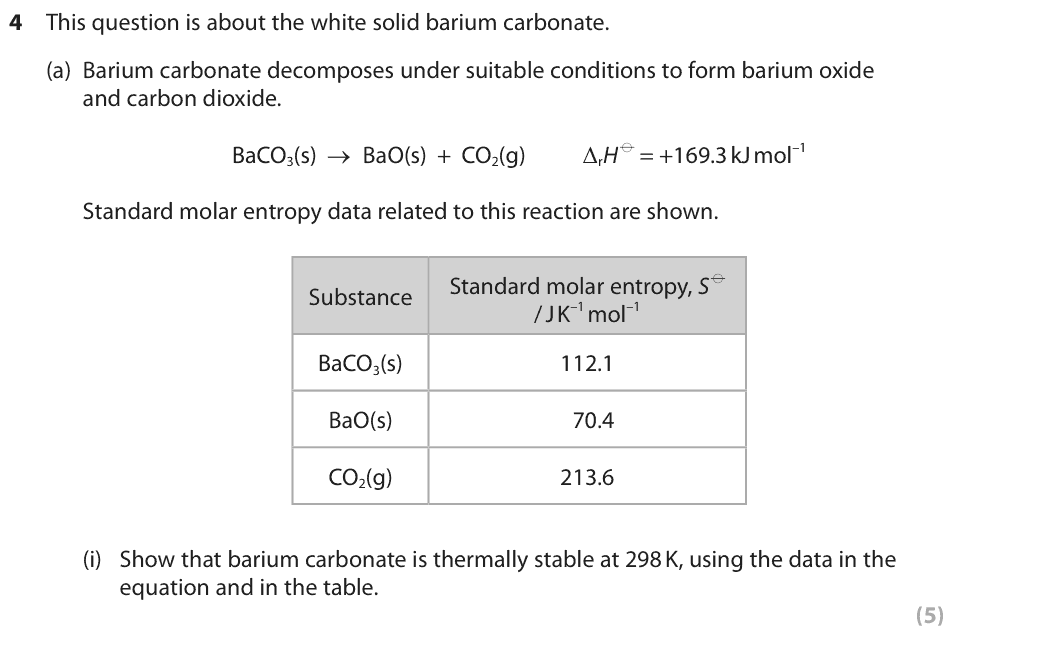 4 This question is about the white solid barium carbonate.
(a) Barium carbonate decomposes under suitable conditions to form barium oxide
and carbon dioxide.
BaCO₃(s) → BaO(s) + CO₂(g) ΔᵣH⦵ = +169.3 kJ mol⁻¹
Standard molar entropy data related to this reaction are shown.
Substance
Standard molar entropy, S⦵
/ J K⁻¹ mol⁻¹
BaCO₃(s) 112.1
BaO(s) 70.4
CO₂(g) 213.6
(i) Show that barium carbonate is thermally stable at 298 K, using the data in the
equation and in the table.
(5)